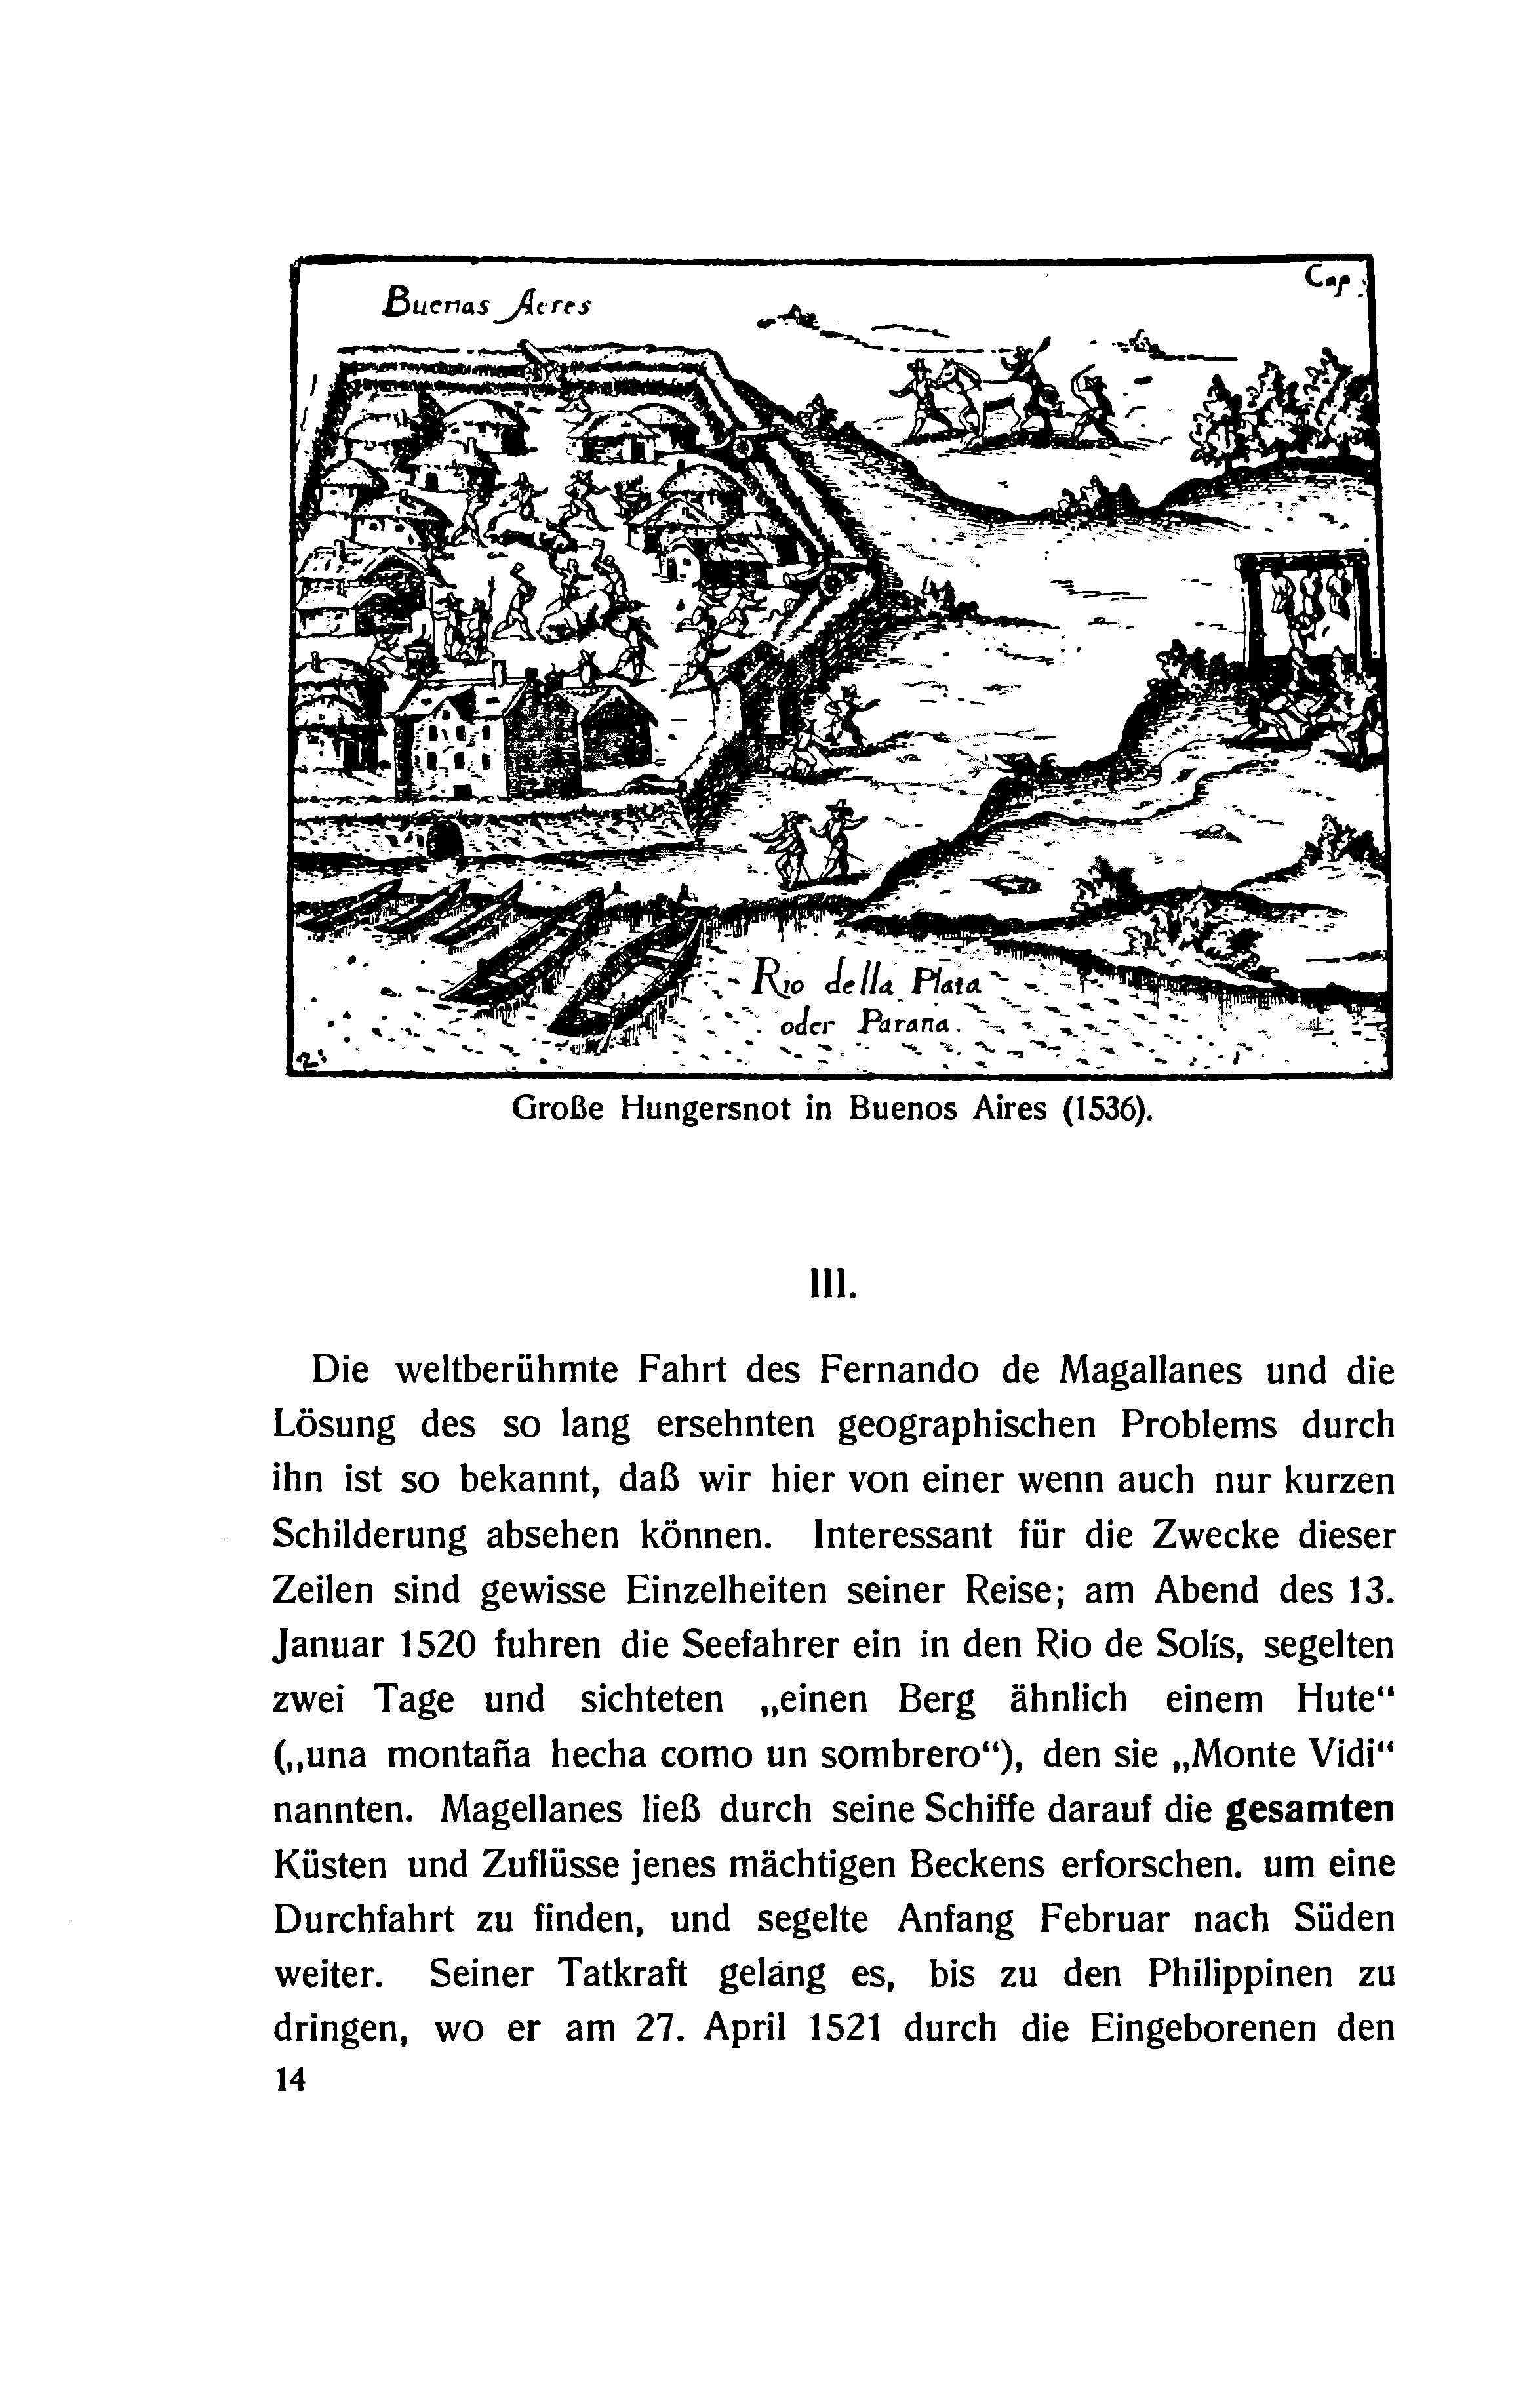 Buenas Aeres
Cap
Rio della Plata
oder Parana.
2
Große Hungersnot in Buenos Aires (1536).
III.
Die weltberühmte Fahrt des Fernando de Magallanes und die
Lösung des so lang ersehnten geographischen Problems durch
ihn ist so bekannt, daß wir hier von einer wenn auch nur kurzen
Schilderung absehen können. Interessant für die Zwecke dieser
Zeilen sind gewisse Einzelheiten seiner Reise; am Abend des 13.
Januar 1520 fuhren die Seefahrer ein in den Rio de Solís, segelten
zwei Tage und sichteten „einen Berg ähnlich einem Hute“
(„una montaña hecha como un sombrero“), den sie „Monte Vidi“
nannten. Magellanes ließ durch seine Schiffe darauf die gesamten
Küsten und Zuflüsse jenes mächtigen Beckens erforschen. um eine
Durchfahrt zu finden, und segelte Anfang Februar nach Süden
weiter. Seiner Tatkraft gelang es, bis zu den Philippinen zu
dringen, wo er am 27. April 1521 durch die Eingeborenen den
14